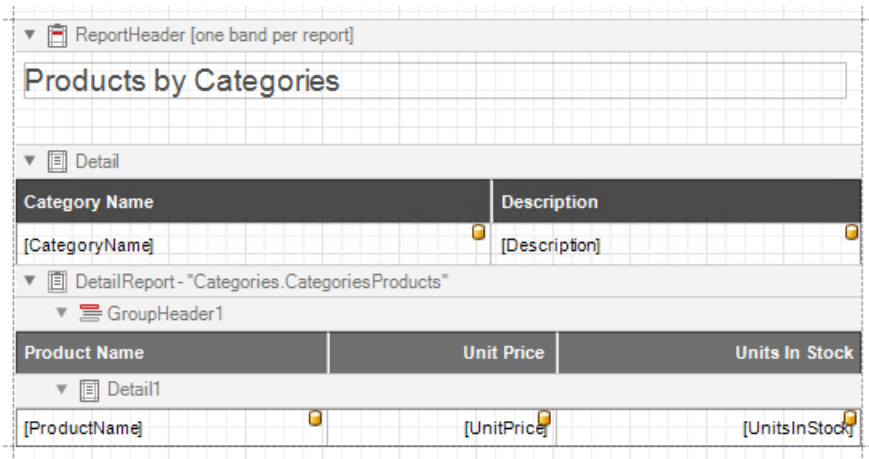 ReportHeader [one band per report]
Products by Categories
Detail
Category Name Description
[CategoryName] [Description]
DetailReport - "Categories.CategoriesProducts"
GroupHeader1
Product Name Unit Price Units In Stock
Detail1
[ProductName] [UnitPrice] [UnitsInStock]